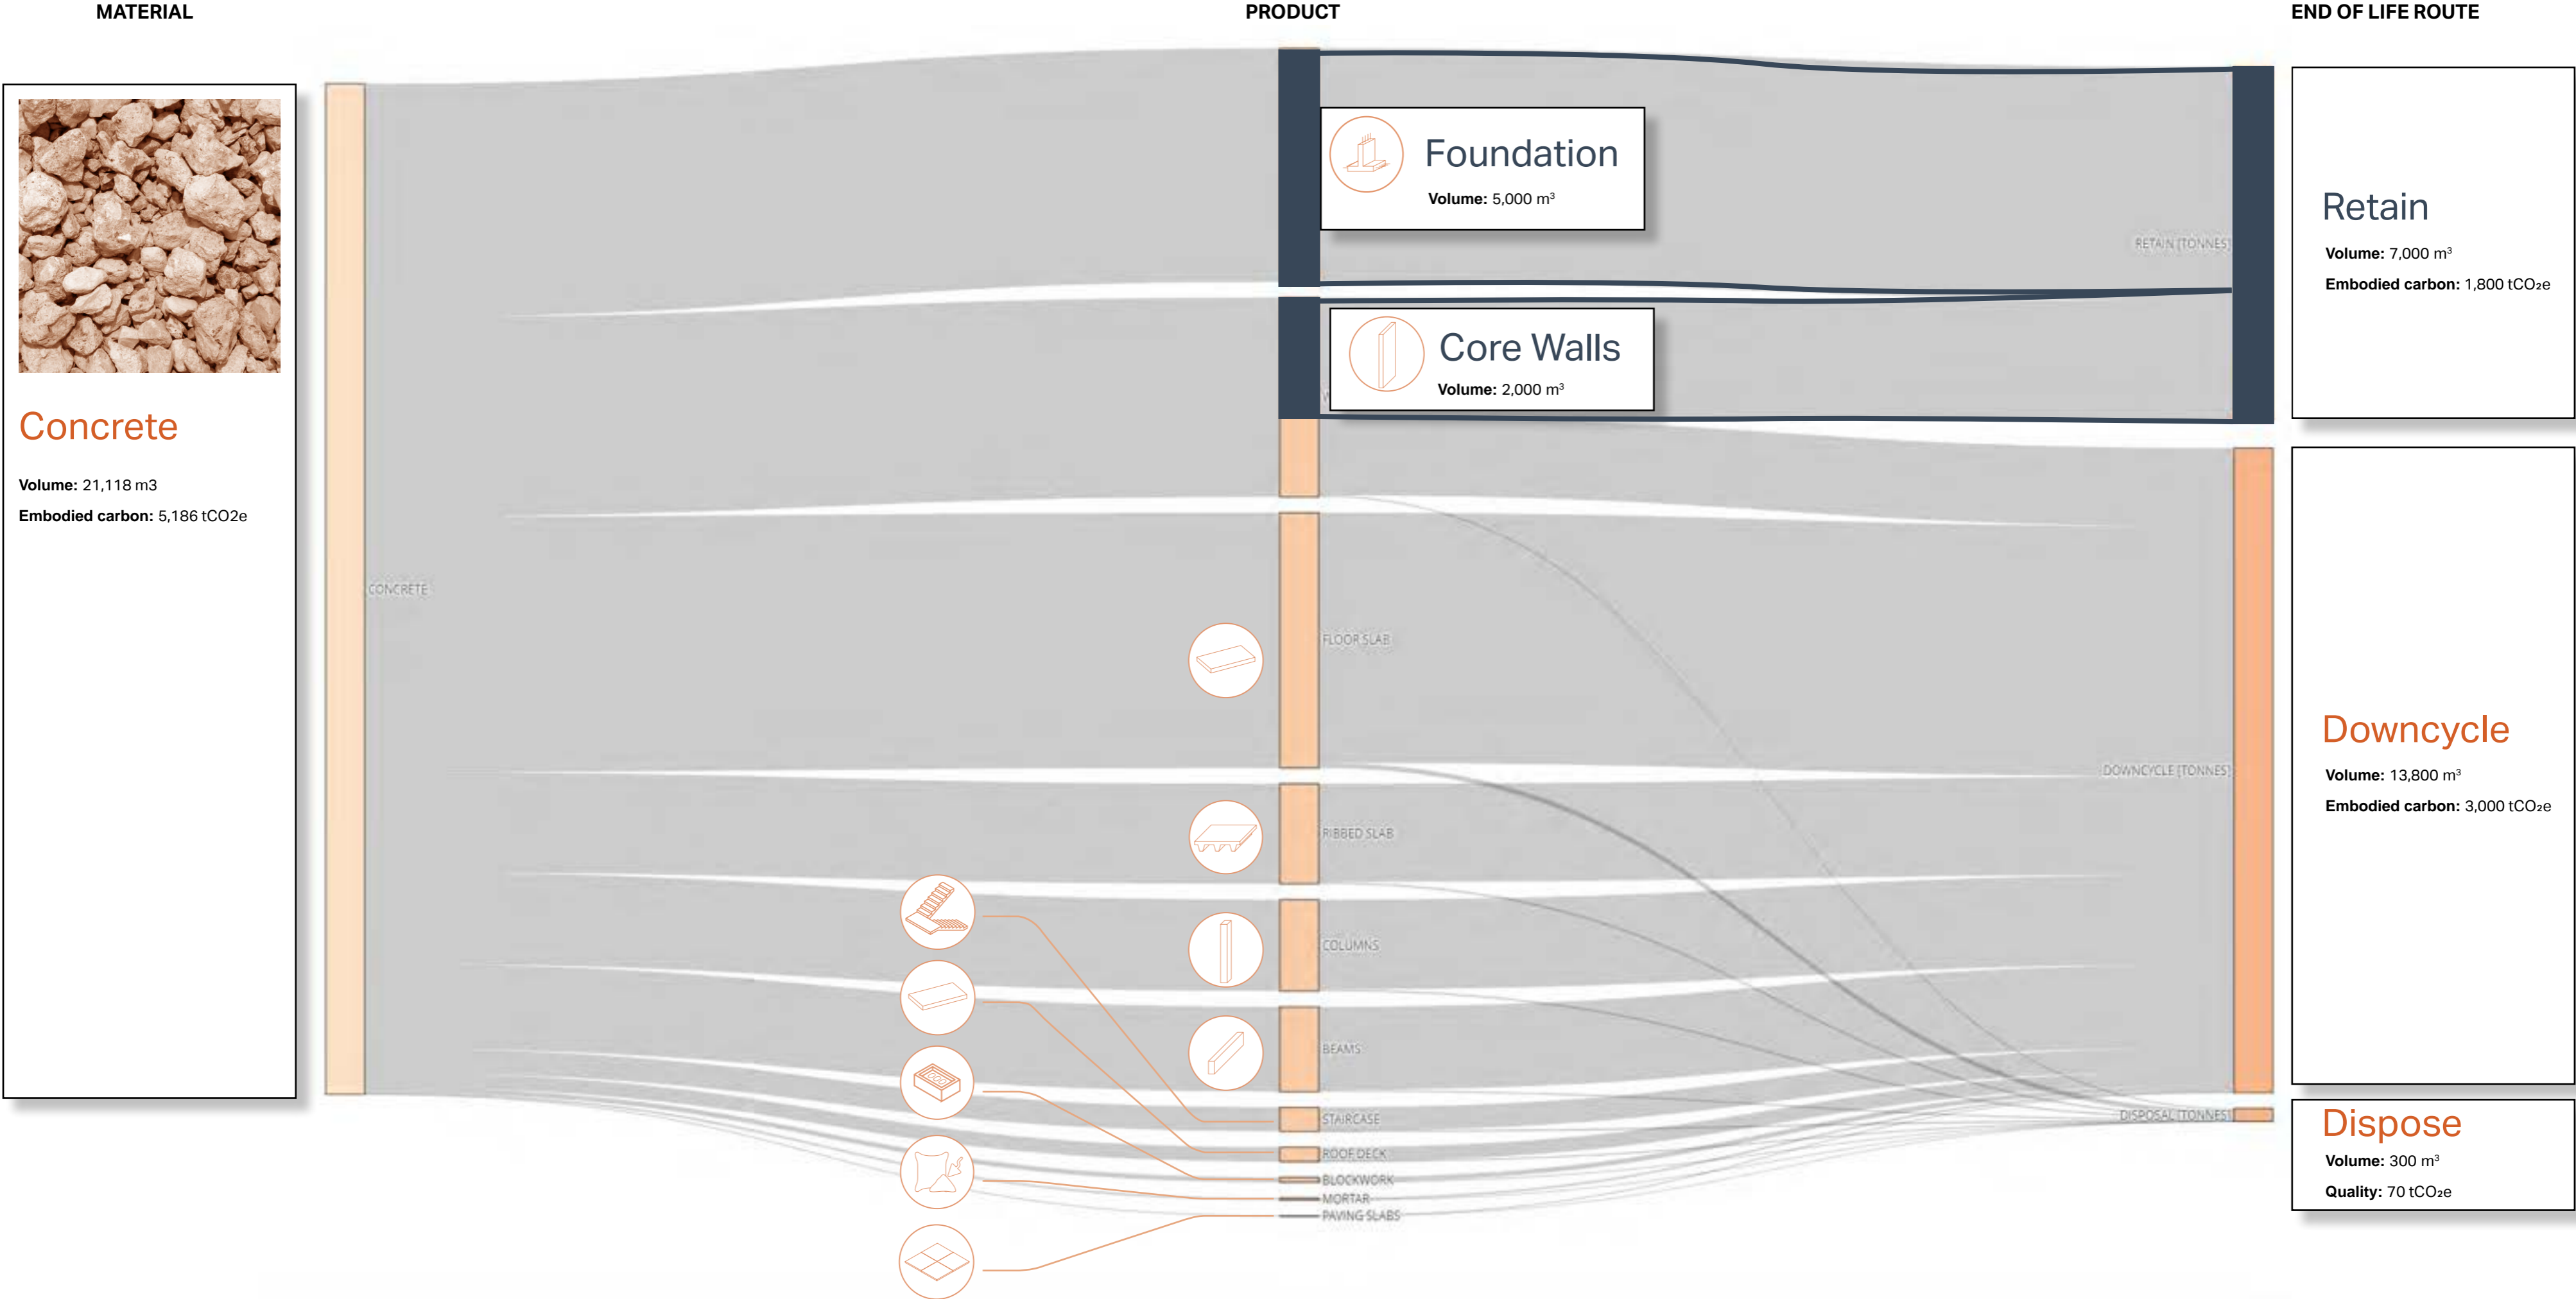 MATERIAL
PRODUCT
END OF LIFE ROUTE
Concrete
Volume: 21,118 m3
Embodied carbon: 5,186 tCO2e
CONCRETE
Foundation
Volume: 5,000 m³
Core Walls
Volume: 2,000 m³
FLOOR SLAB
RIBBED SLAB
COLUMNS
BEAMS
STAIRCASE
ROOF DECK
BLOCKWORK
MORTAR
PAVING SLABS
RETAIN [TONNES]
DOWNCYCLE [TONNES]
DISPOSAL [TONNES]
Retain
Volume: 7,000 m³
Embodied carbon: 1,800 tCO₂e
Downcycle
Volume: 13,800 m³
Embodied carbon: 3,000 tCO₂e
Dispose
Volume: 300 m³
Quality: 70 tCO₂e